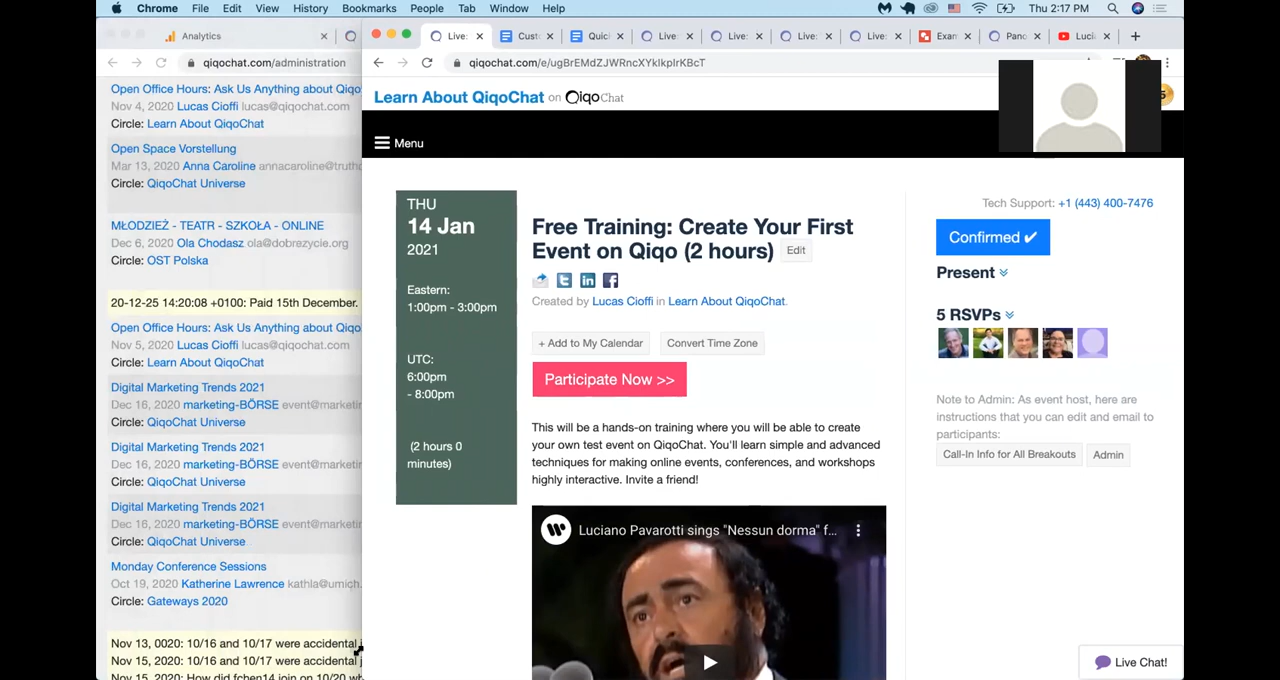 Chrome File Edit View History Bookmarks People Tab Window Help Thu 2:17 PM
Analytics
qiqochat.com/administration
Open Office Hours: Ask Us Anything about Qiqo
Nov 4, 2020 Lucas Cioffi lucas@qiqochat.com
Circle: Learn About QiqoChat
Open Space Vorstellung
Mar 13, 2020 Anna Caroline annacaroline@truthc
Circle: QiqoChat Universe
MŁODZIEŻ - TEATR - SZKOŁA - ONLINE
Dec 6, 2020 Ola Chodasz ola@dobrezycie.org
Circle: OST Polska
20-12-25 14:20:08 +0100: Paid 15th December.
Open Office Hours: Ask Us Anything about Qiqo
Nov 5, 2020 Lucas Cioffi lucas@qiqochat.com
Circle: Learn About QiqoChat
Digital Marketing Trends 2021
Dec 16, 2020 marketing-BÖRSE event@marketin
Circle: QiqoChat Universe
Digital Marketing Trends 2021
Dec 16, 2020 marketing-BÖRSE event@marketin
Circle: QiqoChat Universe
Digital Marketing Trends 2021
Dec 16, 2020 marketing-BÖRSE event@marketin
Circle: QiqoChat Universe
Monday Conference Sessions
Oct 19, 2020 Katherine Lawrence kathla@umich.
Circle: Gateways 2020
Nov 13, 0020: 10/16 and 10/17 were accidental
Nov 15, 2020: 10/16 and 10/17 were accidental
Nov 15, 2020: How did fchen14 join on 10/20
Live: Custo Quic Live: Live: Live: Live: Exan Pano Luci
qiqochat.com/e/ugBrEMdZJWRncXYklkpIrKBcT
Learn About QiqoChat on QiqoChat
Menu
THU
14 Jan
2021
Eastern:
1:00pm - 3:00pm
UTC:
6:00pm
- 8:00pm
(2 hours 0
minutes)
Free Training: Create Your First
Event on Qiqo (2 hours) Edit
Created by Lucas Cioffi in Learn About QiqoChat.
+ Add to My Calendar Convert Time Zone
Participate Now >>
This will be a hands-on training where you will be able to create
your own test event on QiqoChat. You'll learn simple and advanced
techniques for making online events, conferences, and workshops
highly interactive. Invite a friend!
Luciano Pavarotti sings "Nessun dorma" f...
Tech Support: +1 (443) 400-7476
Confirmed ✔
Present
5 RSVPs
Note to Admin: As event host, here are
instructions that you can edit and email to
participants:
Call-In Info for All Breakouts Admin
Live Chat!